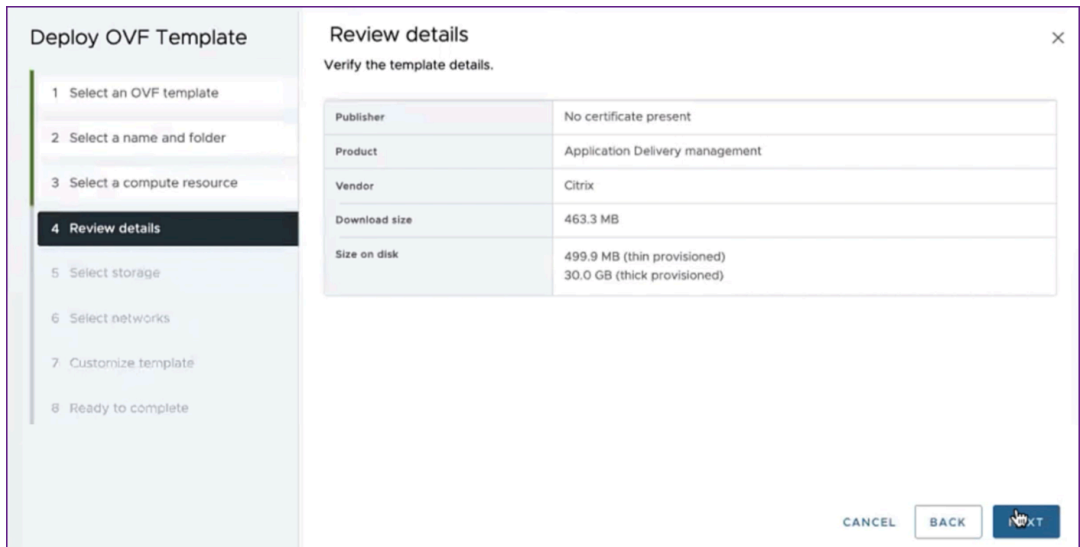 Deploy OVF Template
1 Select an OVF template
2 Select a name and folder
3 Select a compute resource
4 Review details
5 Select storage
6 Select networks
7 Customize template
8 Ready to complete
Review details
Verify the template details.
Publisher No certificate present
Product Application Delivery management
Vendor Citrix
Download size 463.3 MB
Size on disk 499.9 MB (thin provisioned)
30.0 GB (thick provisioned)
CANCEL BACK NEXT